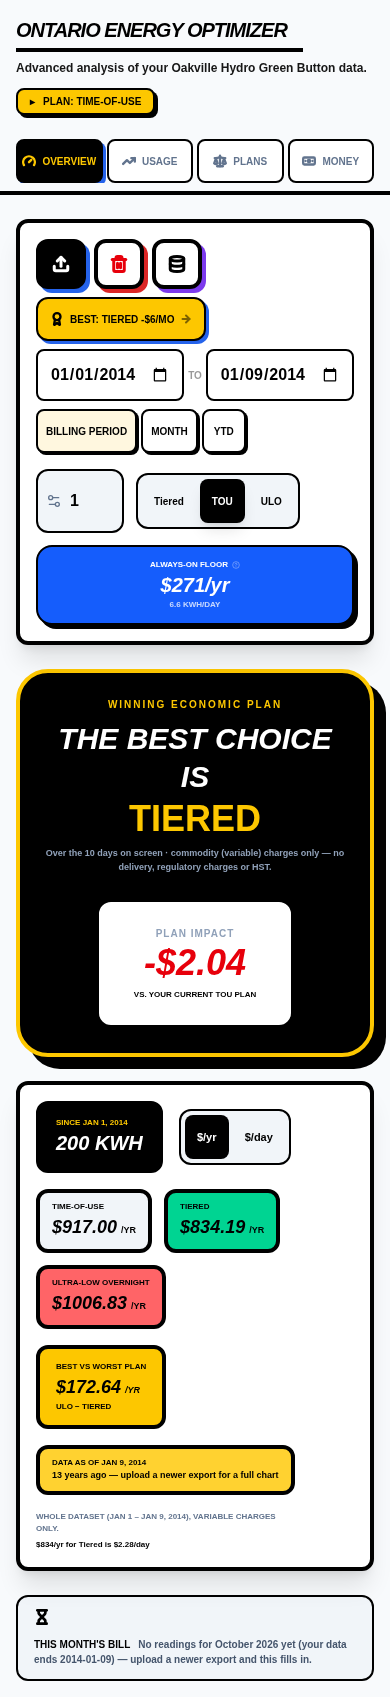 ONTARIO ENERGY OPTIMIZER
Advanced analysis of your Oakville Hydro Green Button data.
► PLAN: TIME-OF-USE
OVERVIEW
USAGE
PLANS
MONEY
BEST: TIERED -$6/MO →
01/01/2014
TO
01/09/2014
BILLING PERIOD
MONTH
YTD
1
Tiered
TOU
ULO
ALWAYS-ON FLOOR
$271/yr
6.6 KWH/DAY
WINNING ECONOMIC PLAN
THE BEST CHOICE
IS
TIERED
Over the 10 days on screen · commodity (variable) charges only — no
delivery, regulatory charges or HST.
PLAN IMPACT
-$2.04
VS. YOUR CURRENT TOU PLAN
SINCE JAN 1, 2014
200 KWH
$/yr
$/day
TIME-OF-USE
$917.00 /YR
TIERED
$834.19 /YR
ULTRA-LOW OVERNIGHT
$1006.83 /YR
BEST VS WORST PLAN
$172.64 /YR
ULO − TIERED
DATA AS OF JAN 9, 2014
13 years ago — upload a newer export for a full chart
WHOLE DATASET (JAN 1 – JAN 9, 2014), VARIABLE CHARGES
ONLY.
$834/yr for Tiered is $2.28/day
THIS MONTH'S BILL No readings for October 2026 yet (your data
ends 2014-01-09) — upload a newer export and this fills in.